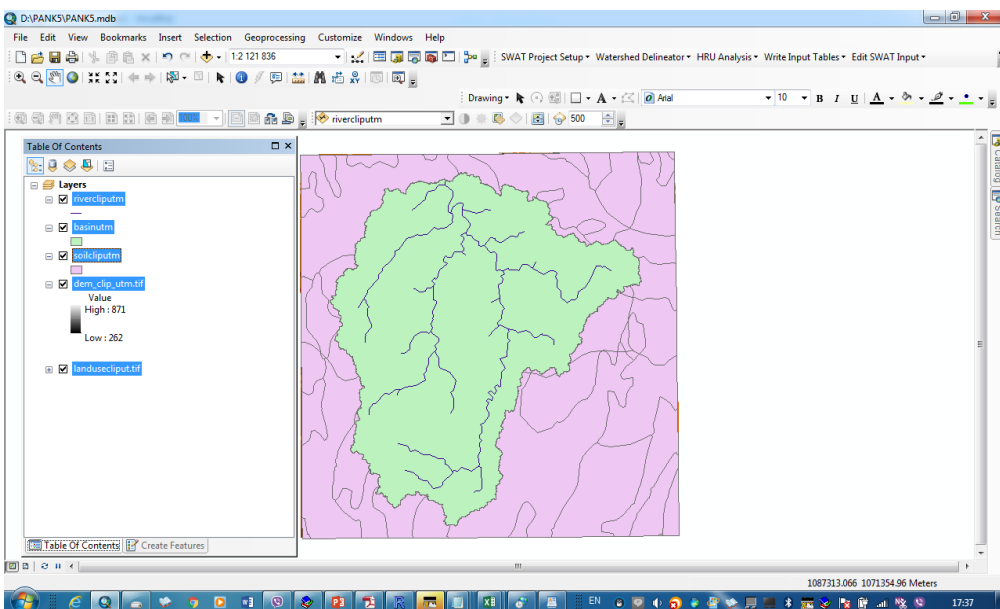 D:\PANK5\PANK5.mdb
File Edit View Bookmarks Insert Selection Geoprocessing Customize Windows Help
1:2 121 836
SWAT Project Setup Watershed Delineator HRU Analysis Write Input Tables Edit SWAT Input
Drawing A Arial 10 B I U A
100% rivercliputm 500
Table Of Contents
Catalog
Search
Layers
rivercliputm
basinutm
soilcliputm
dem_clip_utm.tif
Value
High : 871
Low : 262
landusecliput.tif
Table Of Contents Create Features
1087313.066 1071354.96 Meters
EN 17:37